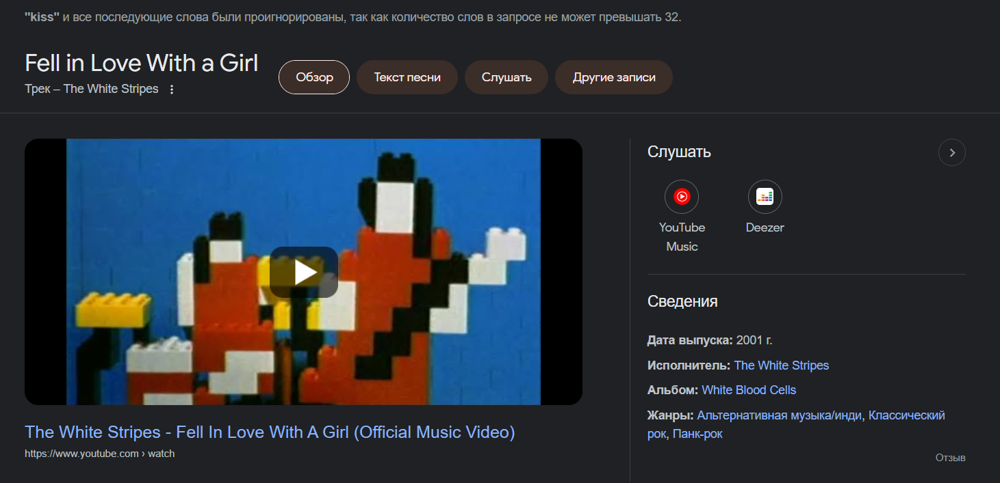 "kiss" и все последующие слова были проигнорированы, так как количество слов в запросе не может превышать 32.
Fell in Love With a Girl
Трек – The White Stripes
Обзор
Текст песни
Слушать
Другие записи
The White Stripes - Fell In Love With A Girl (Official Music Video)
https://www.youtube.com › watch
Слушать
YouTube
Music
Deezer
Сведения
Дата выпуска: 2001 г.
Исполнитель: The White Stripes
Альбом: White Blood Cells
Жанры: Альтернативная музыка/инди, Классический
рок, Панк-рок
Отзыв